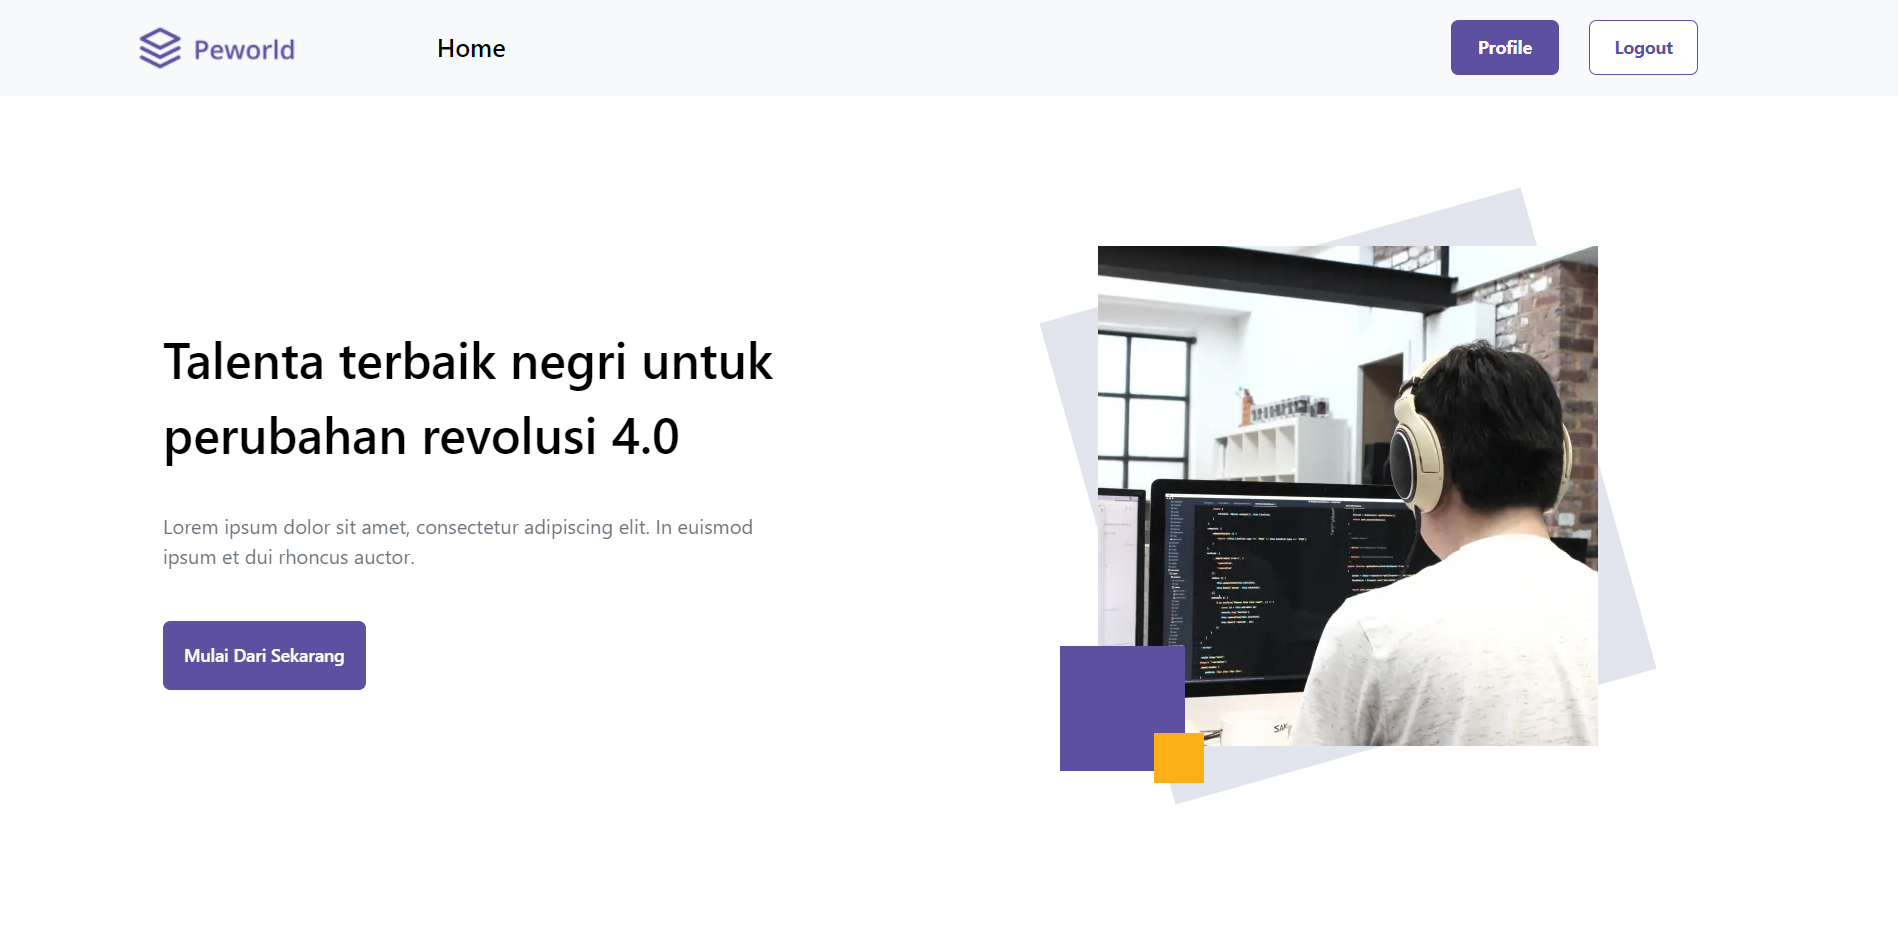 Peworld
Home
Profile
Logout
Talenta terbaik negri untuk
perubahan revolusi 4.0
Lorem ipsum dolor sit amet, consectetur adipiscing elit. In euismod
ipsum et dui rhoncus auctor.
Mulai Dari Sekarang